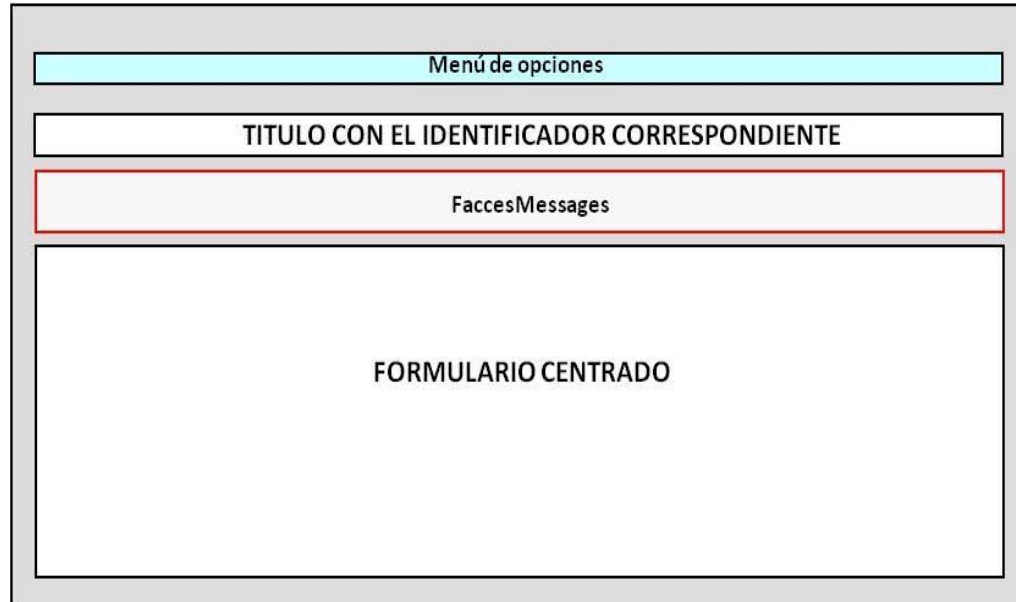 Menú de opciones
TITULO CON EL IDENTIFICADOR CORRESPONDIENTE
FaccesMessages
FORMULARIO CENTRADO